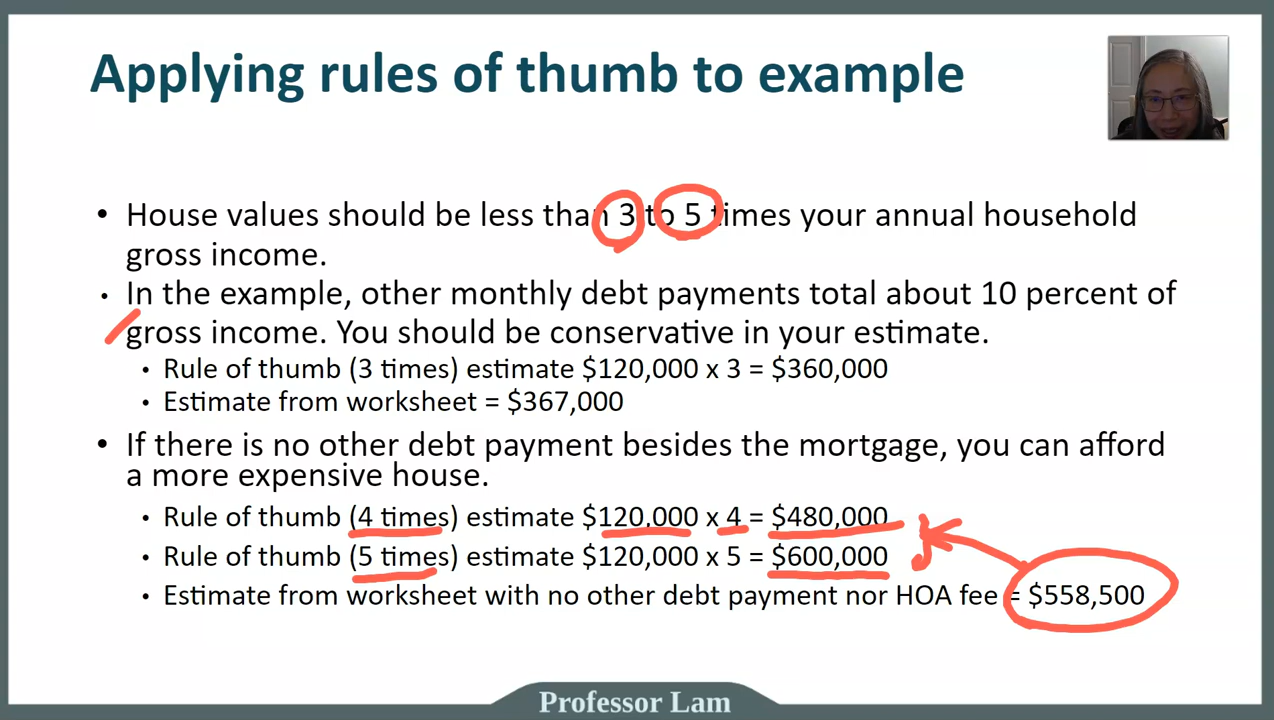 Applying rules of thumb to example
• House values should be less than 3 to 5 times your annual household
gross income.
• In the example, other monthly debt payments total about 10 percent of
gross income. You should be conservative in your estimate.
• Rule of thumb (3 times) estimate $120,000 x 3 = $360,000
• Estimate from worksheet = $367,000
• If there is no other debt payment besides the mortgage, you can afford
a more expensive house.
• Rule of thumb (4 times) estimate $120,000 x 4 = $480,000
• Rule of thumb (5 times) estimate $120,000 x 5 = $600,000
• Estimate from worksheet with no other debt payment nor HOA fee = $558,500
Professor Lam